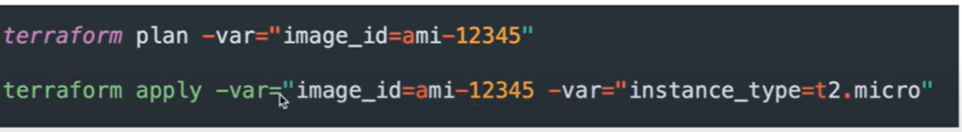 terraform plan -var="image_id=ami-12345"
terraform apply -var="image_id=ami-12345 -var="instance_type=t2.micro"